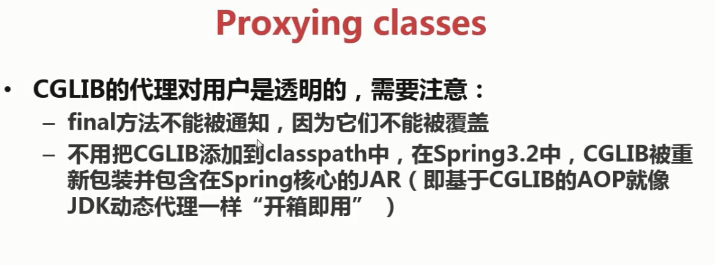 Proxying classes
• CGLIB的代理对用户是透明的，需要注意：
– final方法不能被通知，因为它们不能被覆盖
– 不用把CGLIB添加到classpath中，在Spring3.2中，CGLIB被重
新包装并包含在Spring核心的JAR（即基于CGLIB的AOP就像
JDK动态代理一样“开箱即用” ）